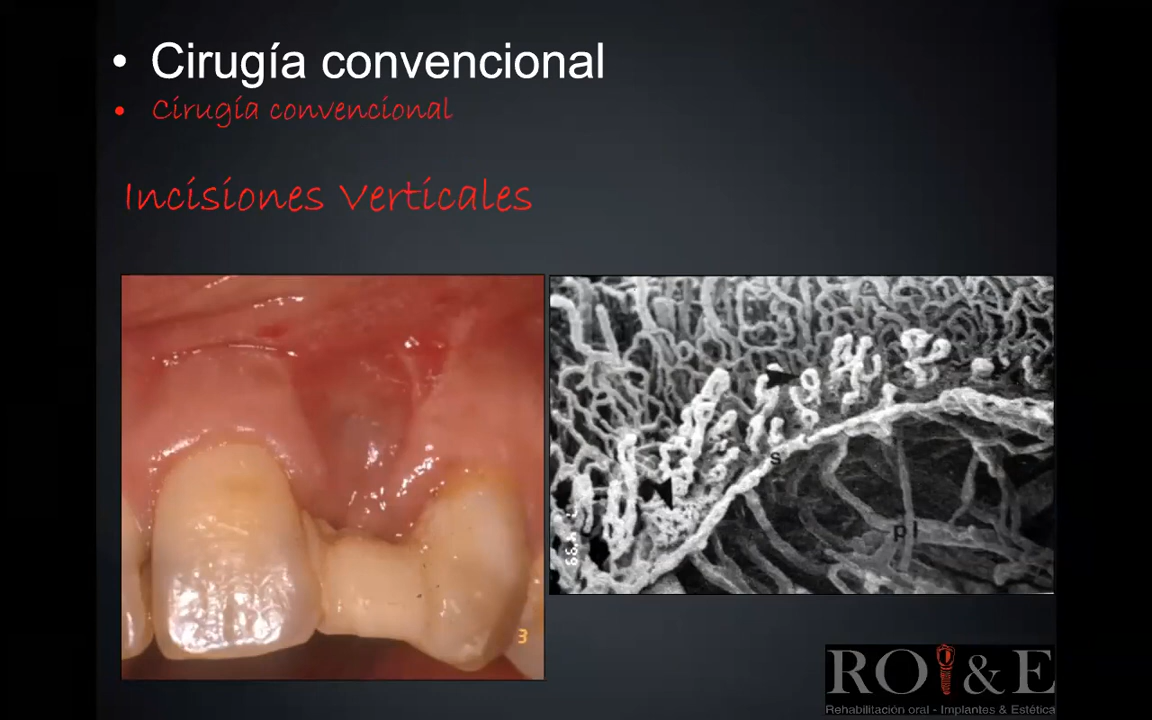 • Cirugía convencional
• Cirugía convencional
Incisiones Verticales
s
pl
3
RO & E
Rehabilitación oral - Implantes & Estética